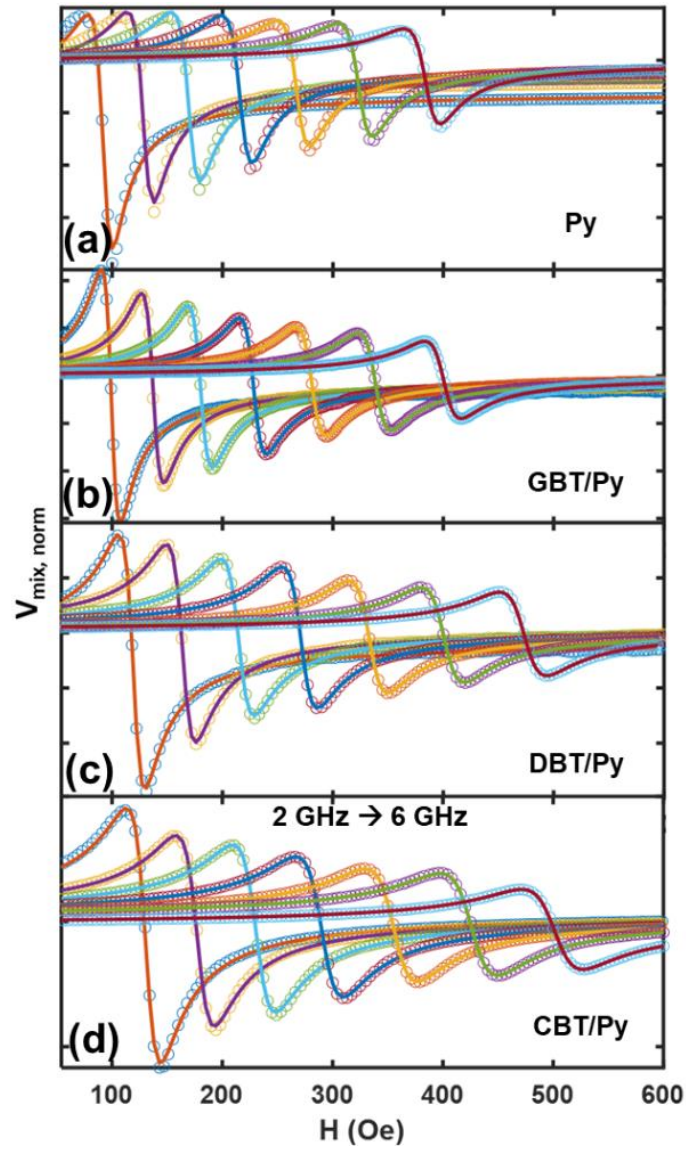 (a)
Py
(b)
GBT/Py
V_mix, norm
(c)
DBT/Py
2 GHz → 6 GHz
(d)
CBT/Py
100 200 300 400 500 600
H (Oe)